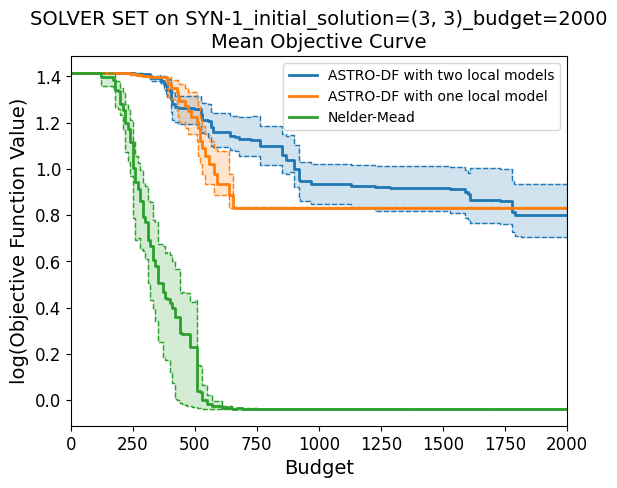 SOLVER SET on SYN-1_initial_solution=(3, 3)_budget=2000
Mean Objective Curve
ASTRO-DF with two local models
ASTRO-DF with one local model
Nelder-Mead
log(Objective Function Value)
1.4
1.2
1.0
0.8
0.6
0.4
0.2
0.0
0 250 500 750 1000 1250 1500 1750 2000
Budget